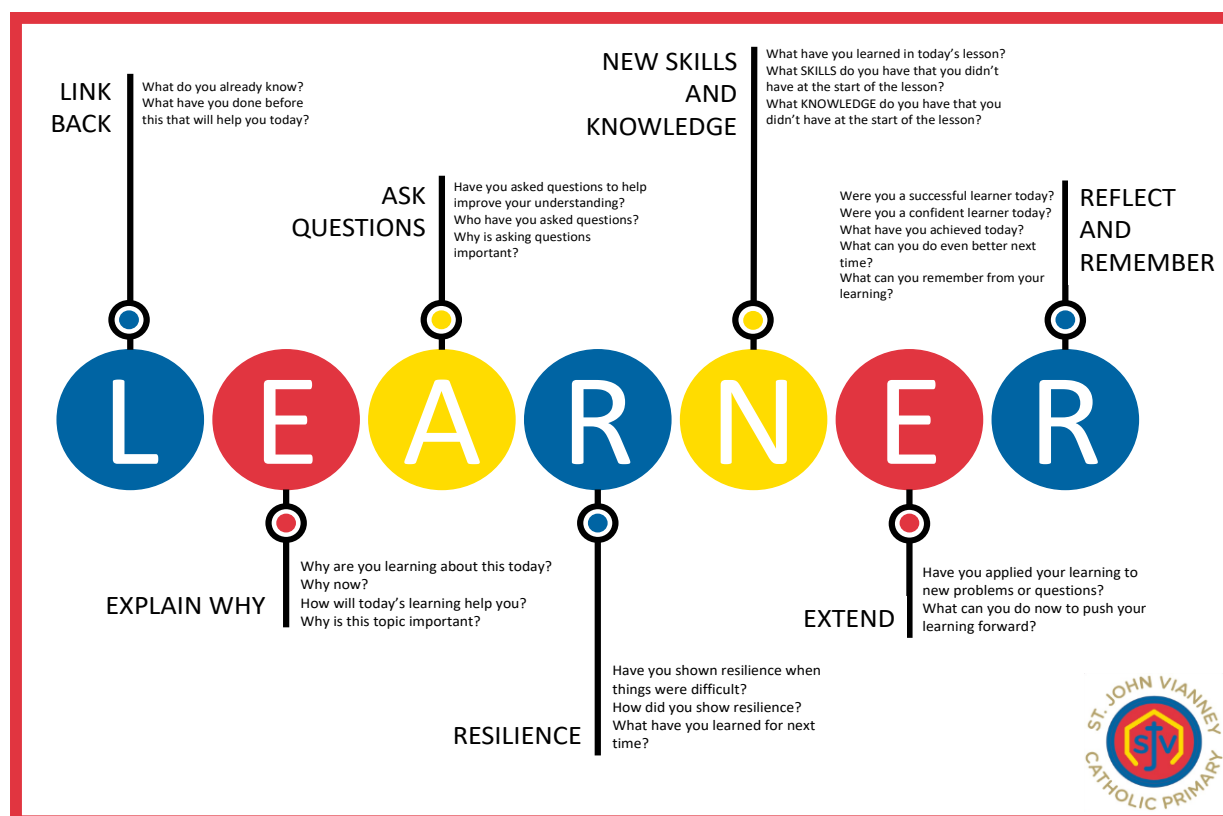 LINK
BACK
What do you already know?
What have you done before
this that will help you today?
NEW SKILLS
AND
KNOWLEDGE
What have you learned in today's lesson?
What SKILLS do you have that you didn't
have at the start of the lesson?
What KNOWLEDGE do you have that you
didn't have at the start of the lesson?
ASK
QUESTIONS
Have you asked questions to help
improve your understanding?
Who have you asked questions?
Why is asking questions
important?
Were you a successful learner today?
Were you a confident learner today?
What have you achieved today?
What can you do even better next
time?
What can you remember from your
learning?
REFLECT
AND
REMEMBER
L E A R N E R
EXPLAIN WHY
Why are you learning about this today?
Why now?
How will today's learning help you?
Why is this topic important?
EXTEND
Have you applied your learning to
new problems or questions?
What can you do now to push your
learning forward?
RESILIENCE
Have you shown resilience when
things were difficult?
How did you show resilience?
What have you learned for next
time?
ST. JOHN VIANNEY
SJV
CATHOLIC PRIMARY